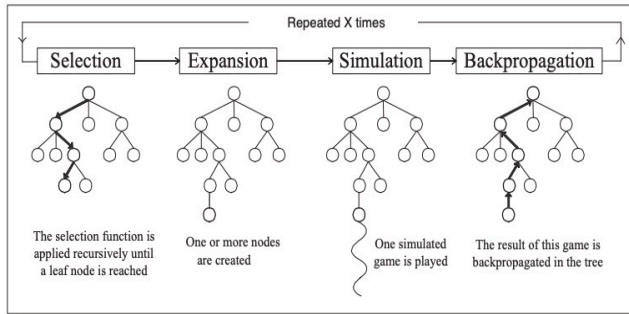 Repeated X times
Selection
Expansion
Simulation
Backpropagation
The selection function is
applied recursively until
a leaf node is reached
One or more nodes
are created
One simulated
game is played
The result of this game is
backpropagated in the tree